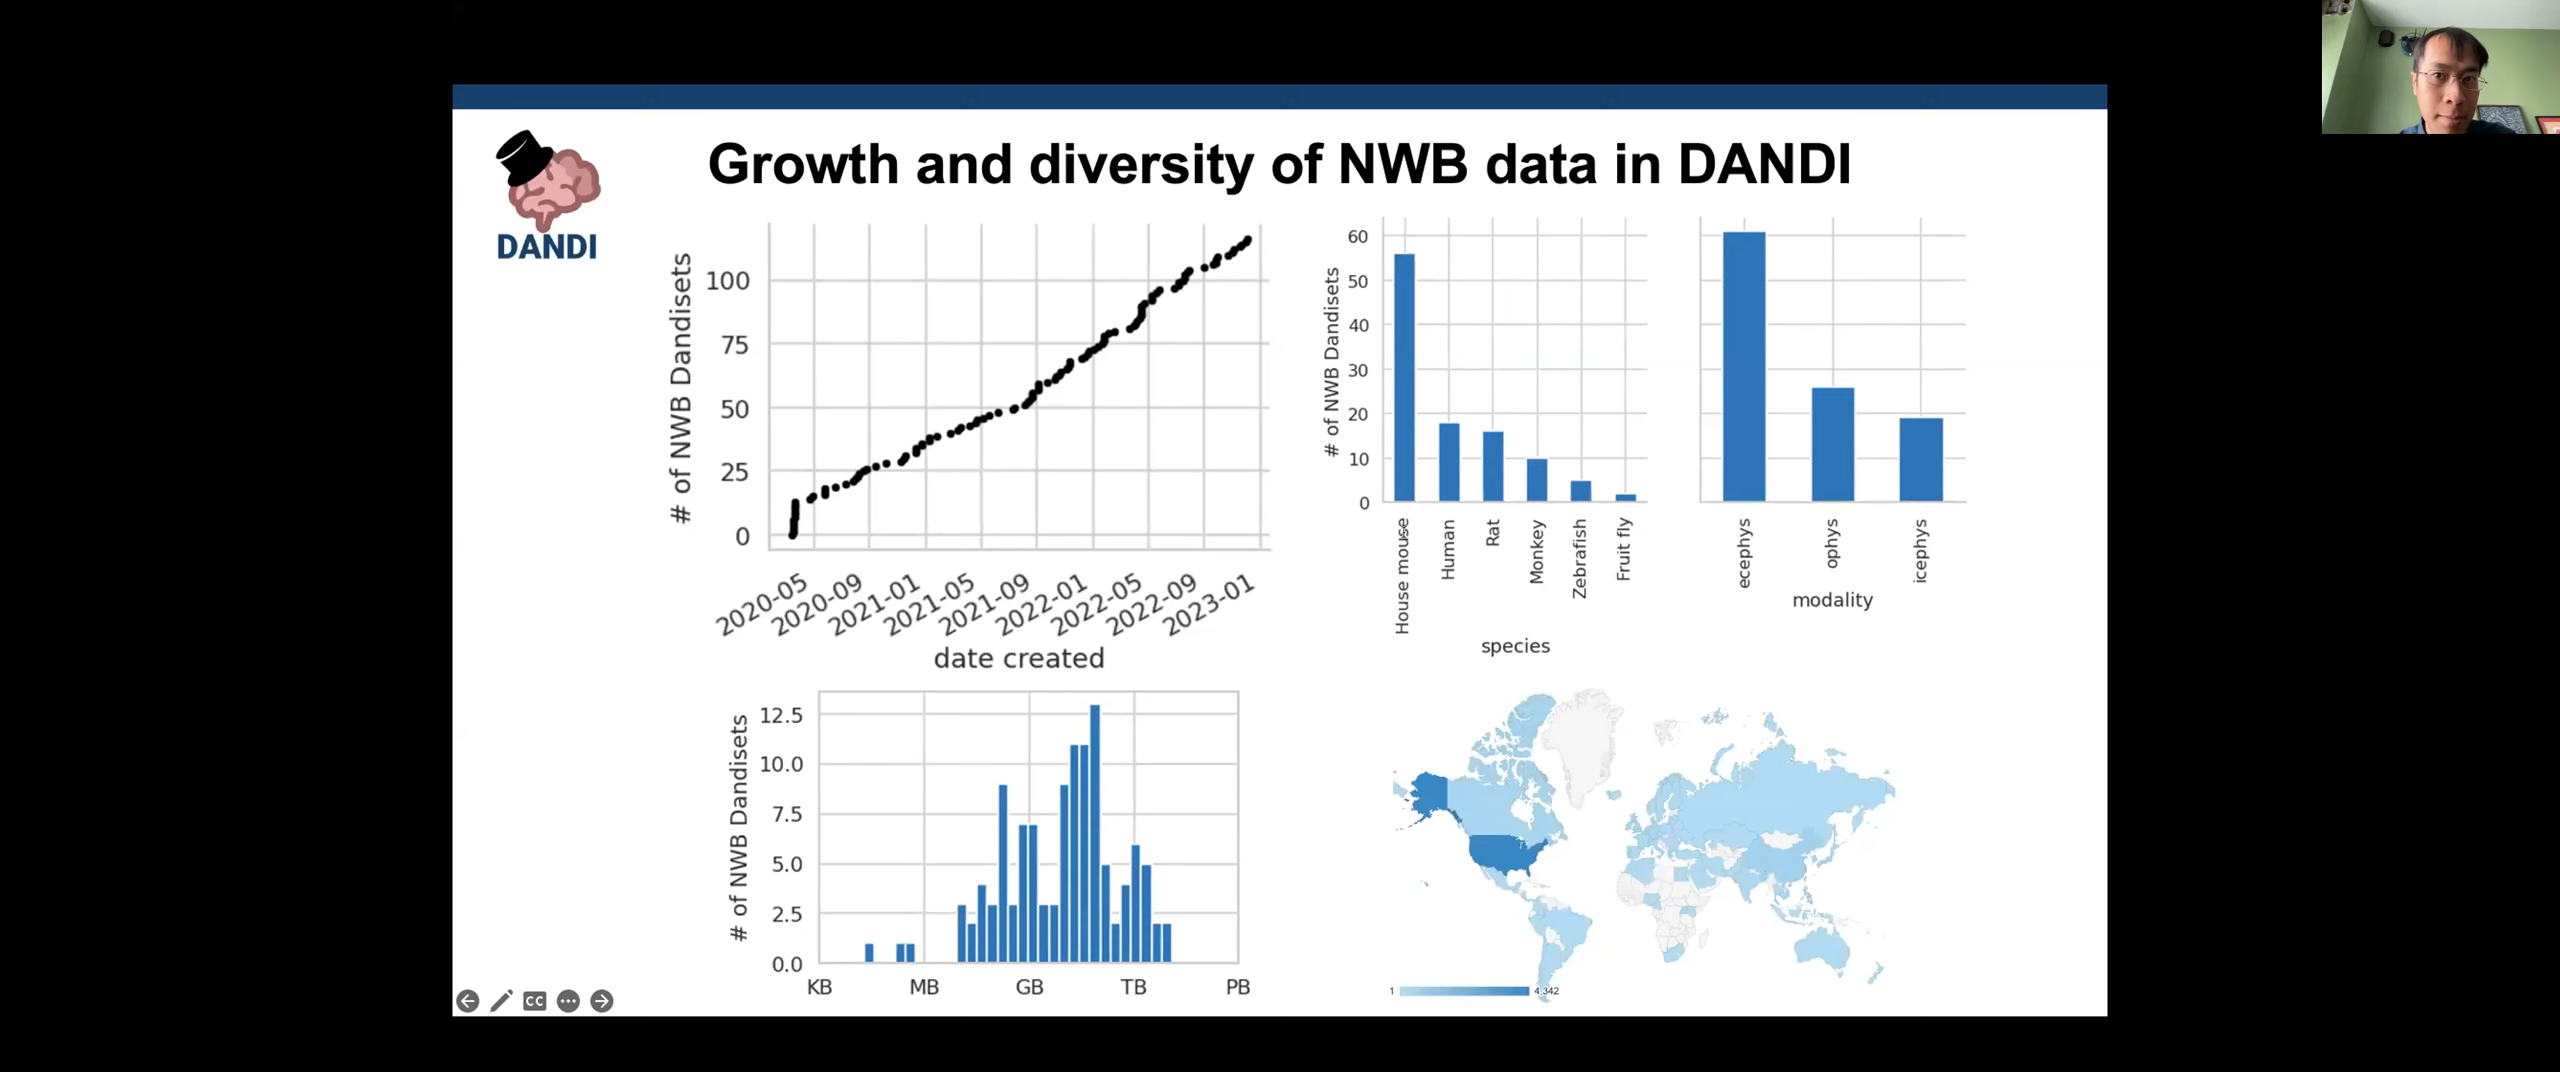 Growth and diversity of NWB data in DANDI
DANDI
# of NWB Dandisets
100
75
50
25
0
2020-05
2020-09
2021-01
2021-05
2021-09
2022-01
2022-05
2022-09
2023-01
date created
# of NWB Dandisets
60
50
40
30
20
10
0
House mouse
Human
Rat
Monkey
Zebrafish
Fruit fly
species
ecephys
ophys
icephys
modality
# of NWB Dandisets
12.5
10.0
7.5
5.0
2.5
0.0
KB
MB
GB
TB
PB
1
4,342
CC